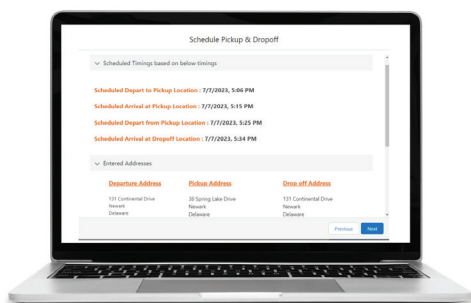 Schedule Pickup & Dropoff
Scheduled Timings based on below timings
Scheduled Depart to Pickup Location : 7/7/2023, 5:06 PM
Scheduled Arrival at Pickup Location : 7/7/2023, 5:15 PM
Scheduled Depart from Pickup Location : 7/7/2023, 5:25 PM
Scheduled Arrival at Dropoff Location : 7/7/2023, 5:34 PM
Entered Addresses
Departure Address Pickup Address Drop off Address
131 Continental Drive 38 Spring Lake Drive 131 Continental Drive
Newark Newark Newark
Delaware Delaware Delaware
Previous Next